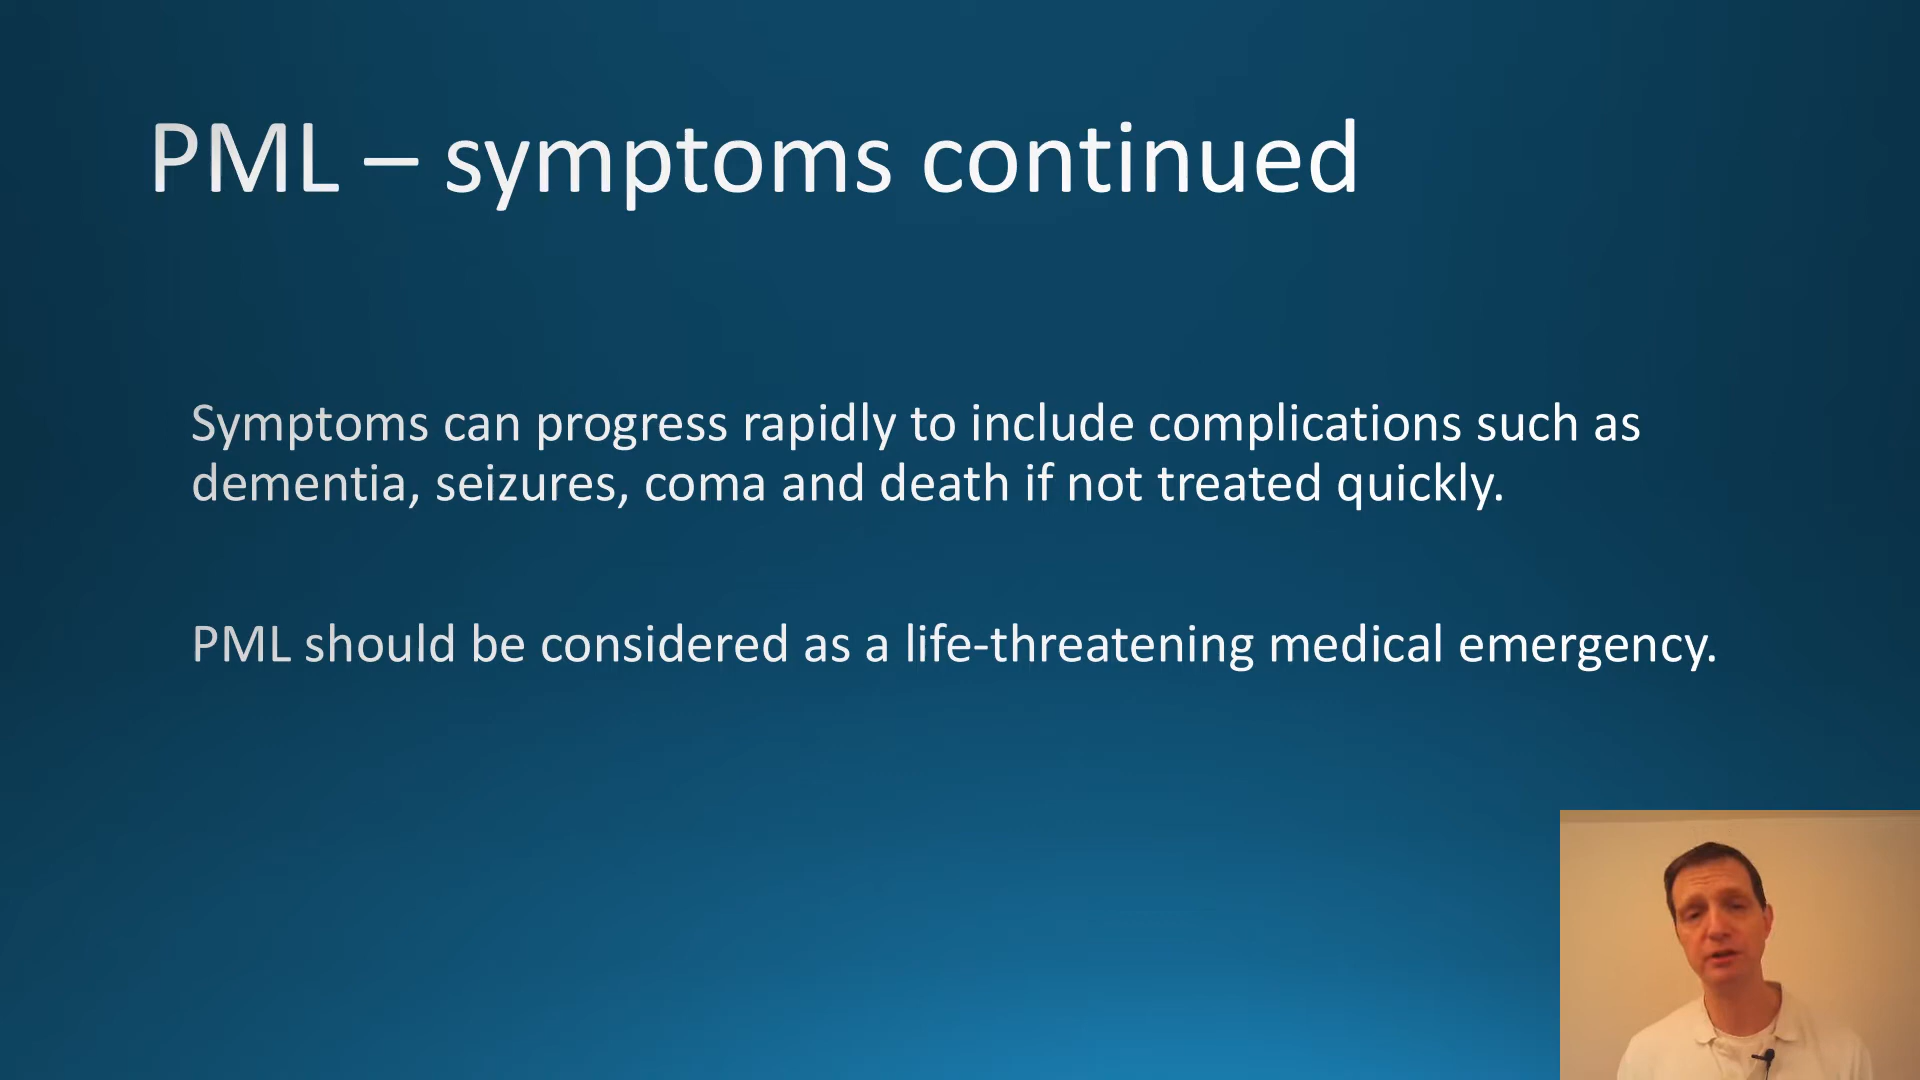 PML – symptoms continued
Symptoms can progress rapidly to include complications such as
dementia, seizures, coma and death if not treated quickly.
PML should be considered as a life-threatening medical emergency.